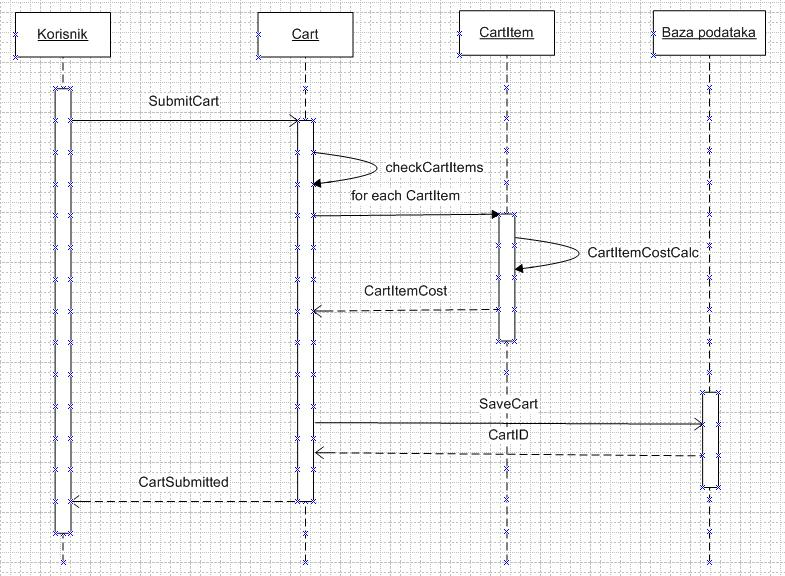 Korisnik
Cart
CartItem
Baza podataka
SubmitCart
checkCartItems
for each CartItem
CartItemCostCalc
CartItemCost
SaveCart
CartID
CartSubmitted